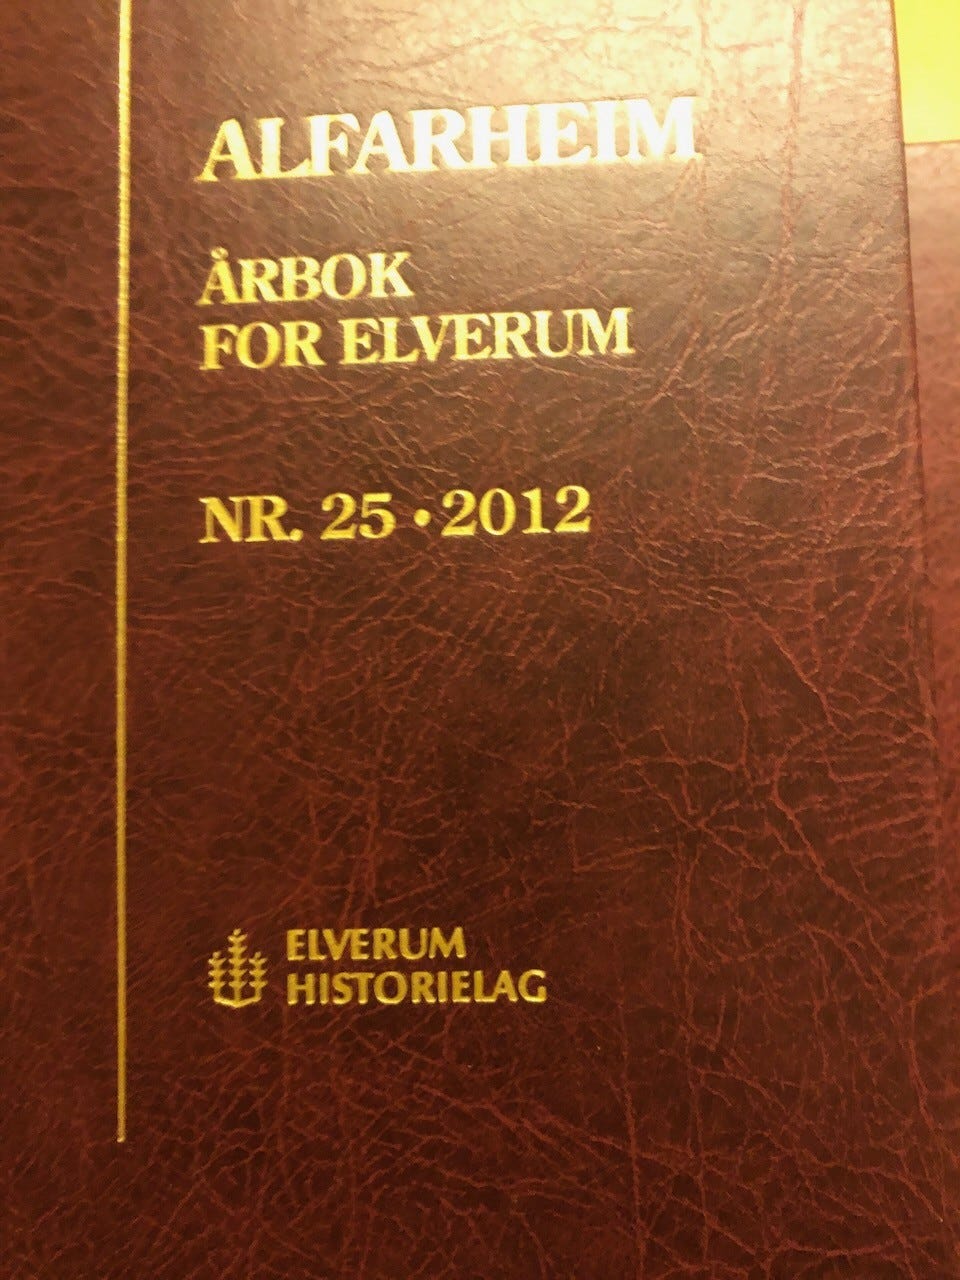 ALFARHEIM
ÅRBOK
FOR ELVERUM
NR. 25 • 2012
ELVERUM
HISTORIELAG